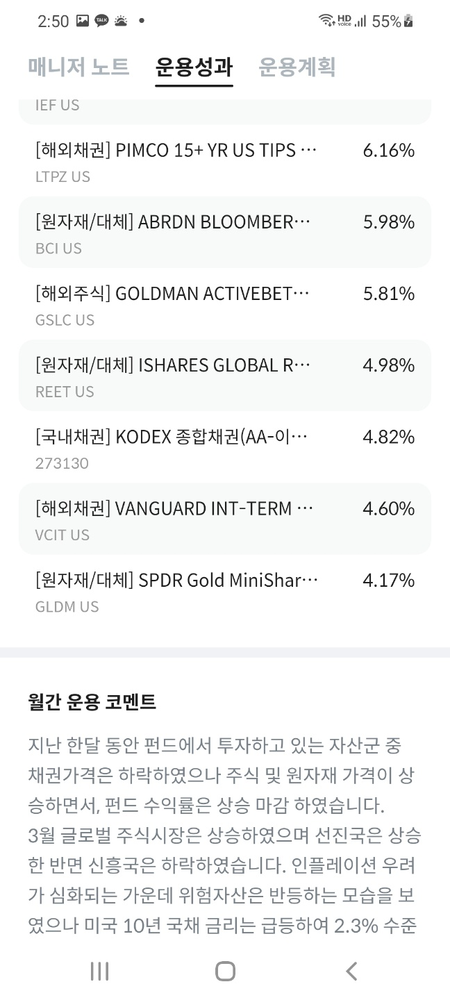 2:50 TALK HD voice 55%
매니저 노트 운용성과 운용계획
IEF US
[해외채권] PIMCO 15+ YR US TIPS ··· 6.16%
LTPZ US
[원자재/대체] ABRDN BLOOMBER··· 5.98%
BCI US
[해외주식] GOLDMAN ACTIVEBET··· 5.81%
GSLC US
[원자재/대체] ISHARES GLOBAL R··· 4.98%
REET US
[국내채권] KODEX 종합채권(AA-이··· 4.82%
273130
[해외채권] VANGUARD INT-TERM ··· 4.60%
VCIT US
[원자재/대체] SPDR Gold MiniShar··· 4.17%
GLDM US
월간 운용 코멘트
지난 한달 동안 펀드에서 투자하고 있는 자산군 중
채권가격은 하락하였으나 주식 및 원자재 가격이 상
승하면서, 펀드 수익률은 상승 마감 하였습니다.
3월 글로벌 주식시장은 상승하였으며 선진국은 상승
한 반면 신흥국은 하락하였습니다. 인플레이션 우려
가 심화되는 가운데 위험자산은 반등하는 모습을 보
였으나 미국 10년 국채 금리는 급등하여 2.3% 수준